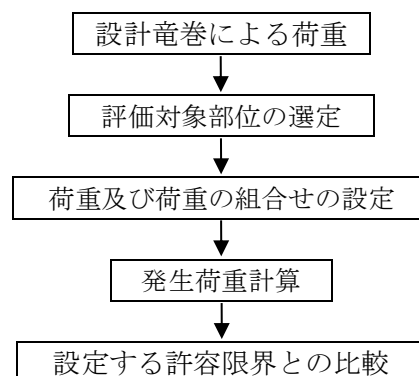 設計竜巻による荷重
評価対象部位の選定
荷重及び荷重の組合せの設定
発生荷重計算
設定する許容限界との比較